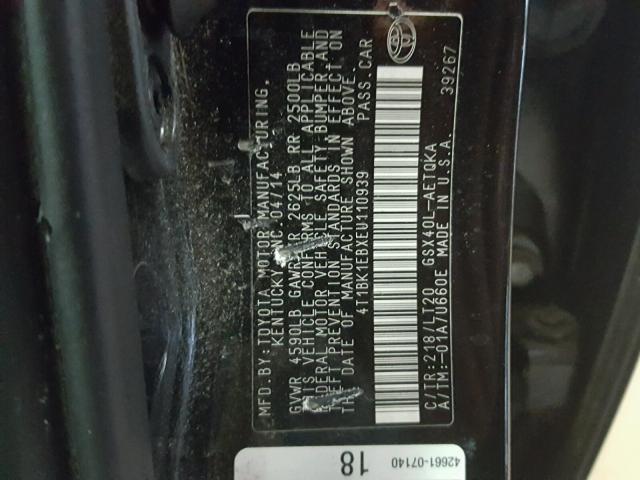 MFD.BY:TOYOTA MOTOR MANUFACTURING,
KENTUCKY, INC. 04/14
GVWR 4590LB GAWR FR 2625LB RR 2500LB
THIS VEHICLE CONFORMS TO ALL APPLICABLE
FEDERAL MOTOR VEHICLE SAFETY, BUMPER, AND
THEFT PREVENTION STANDARDS IN EFFECT ON
THE DATE OF MANUFACTURE SHOWN ABOVE.
4T1BK1EBXEU110939 PASS.CAR
C/TR:218/LT20 GSX40L-AETQKA
A/TM:-01A/U660E MADE IN U.S.A. 39267
42661-07140
18